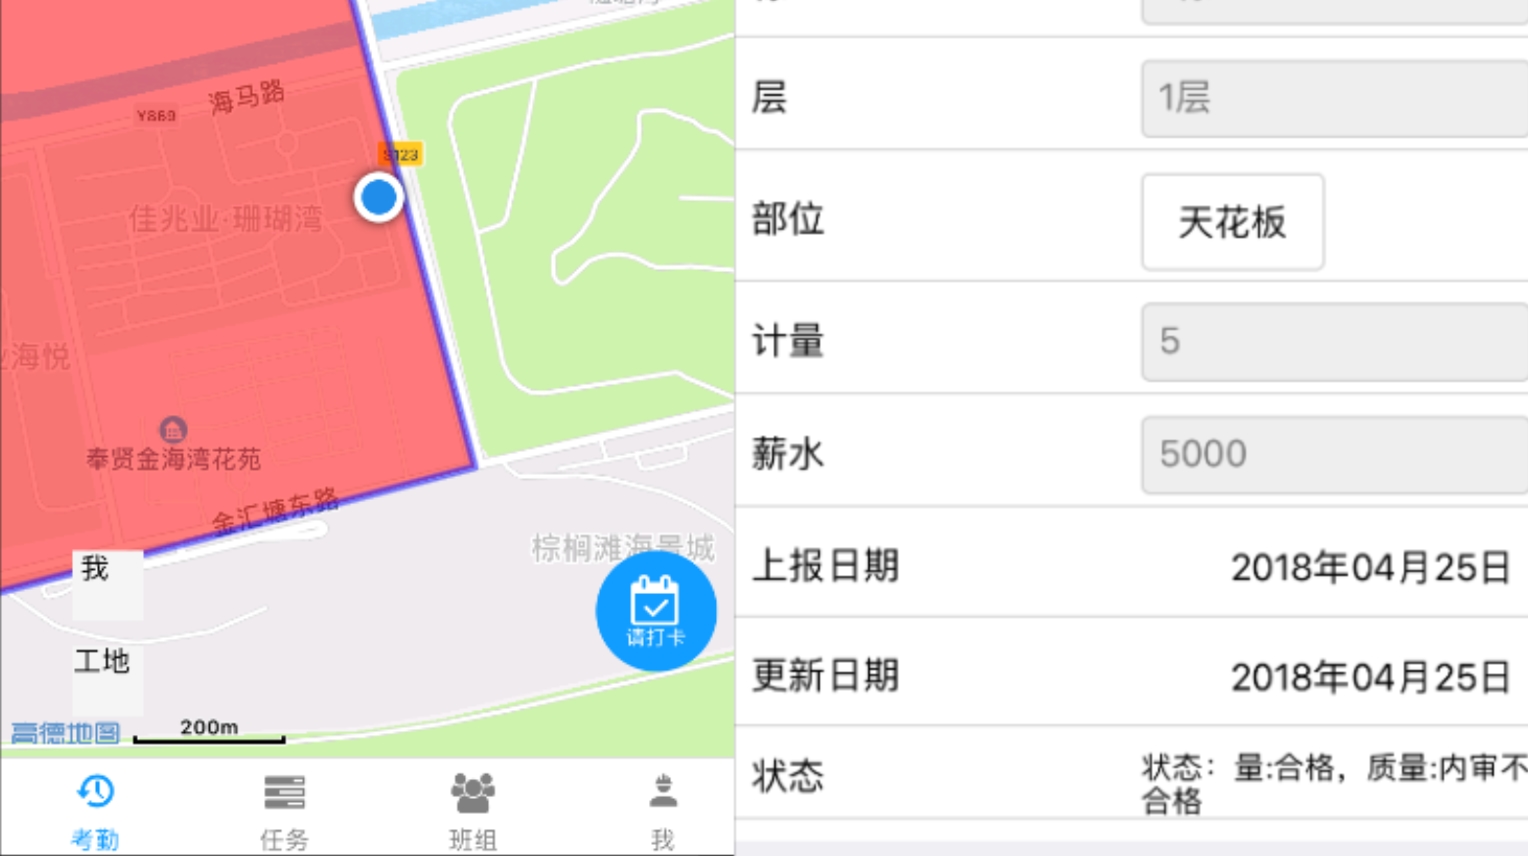 海马路
Y869
S123
佳兆业·珊瑚湾
海悦
奉贤金海湾花苑
金汇塘东路
棕榈滩海景城
我
请打卡
工地
高德地图
200m
考勤
任务
班组
我
层
1层
部位
天花板
计量
5
薪水
5000
上报日期
2018年04月25日
更新日期
2018年04月25日
状态
状态：量:合格，质量:内审不
合格